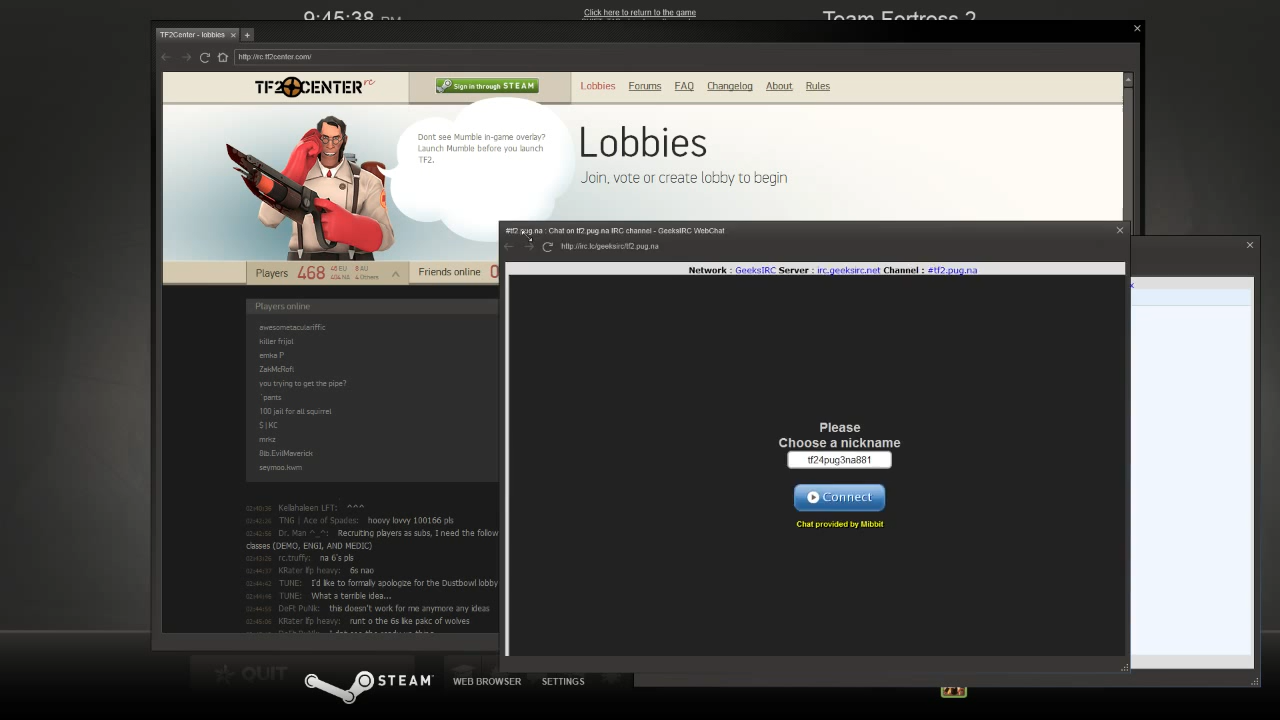 9:45:38 PM
Click here to return to the game
Team Fortress 2
TF2Center - lobbies
http://rc.tf2center.com/
TF2 CENTER rc
Sign in through STEAM
Lobbies Forums FAQ Changelog About Rules
Dont see Mumble in-game overlay?
Launch Mumble before you launch
TF2.
Lobbies
Join, vote or create lobby to begin
Players 468
Friends online 0
Players online
awesometaculariffic
killer frijol
emka P
ZakMcRofl
you trying to get the pipe?
`pants
100 jail for all squirrel
$ |.KC
mrkz
8lb.EvilMaverick
seymoo.kwm
Kellahaleen LFT: ^^^
TNG | Ace of Spades: hoovy lovvy 100166 pls
Dr. Man ^_^: Recruiting players as subs, I need the follow
classes (DEMO, ENGI, AND MEDIC)
rc.truffy: na 6's pls
KRater lfp heavy: 6s nao
TUNE: I'd like to formally apologize for the Dustbowl lobby
TUNE: What a terrible idea...
DeFt PuNk: this doesn't work for me anymore any ideas
KRater lfp heavy: runt o the 6s like pakc of wolves
#tf2.pug.na : Chat on tf2.pug.na IRC channel - GeeksIRC WebChat
http://irc.lc/geeksirc/tf2.pug.na
Network : GeeksIRC Server : irc.geeksirc.net Channel : #tf2.pug.na
Please
Choose a nickname
tf24pug3na881
Connect
Chat provided by Mibbit
QUIT
STEAM
WEB BROWSER SETTINGS